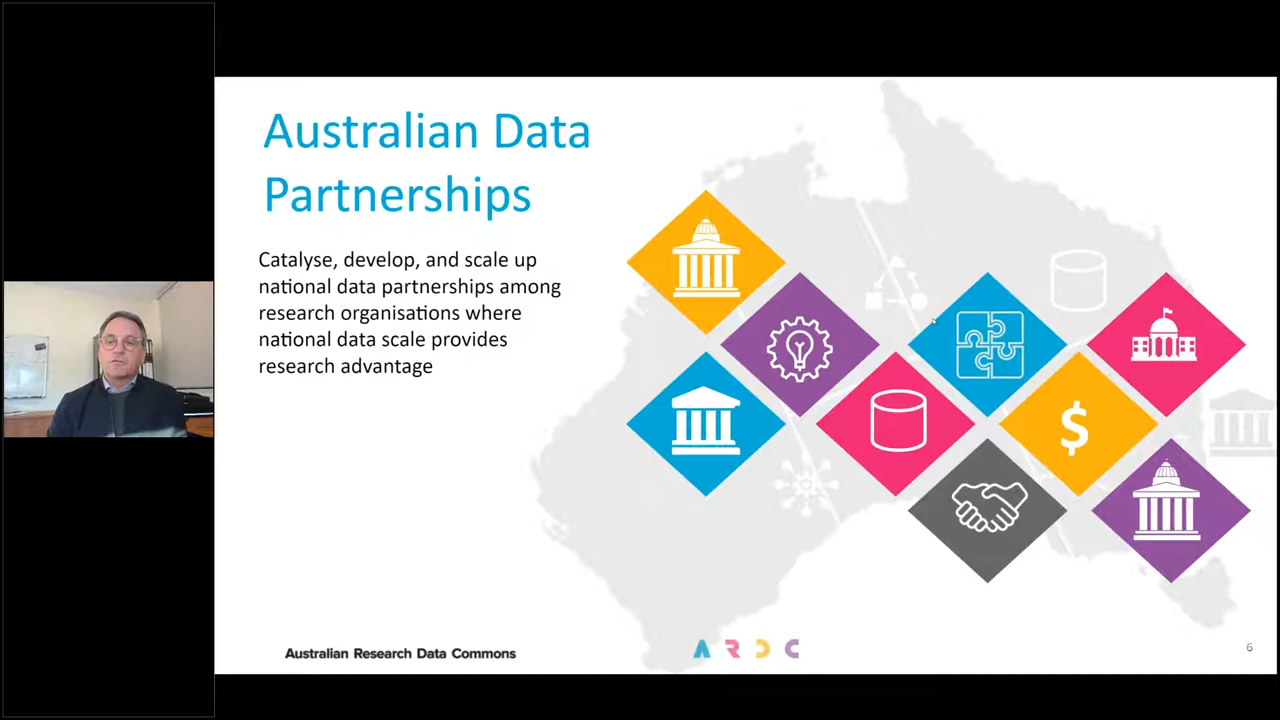 Australian Data
Partnerships
Catalyse, develop, and scale up
national data partnerships among
research organisations where
national data scale provides
research advantage
$
Australian Research Data Commons
ARDC
6